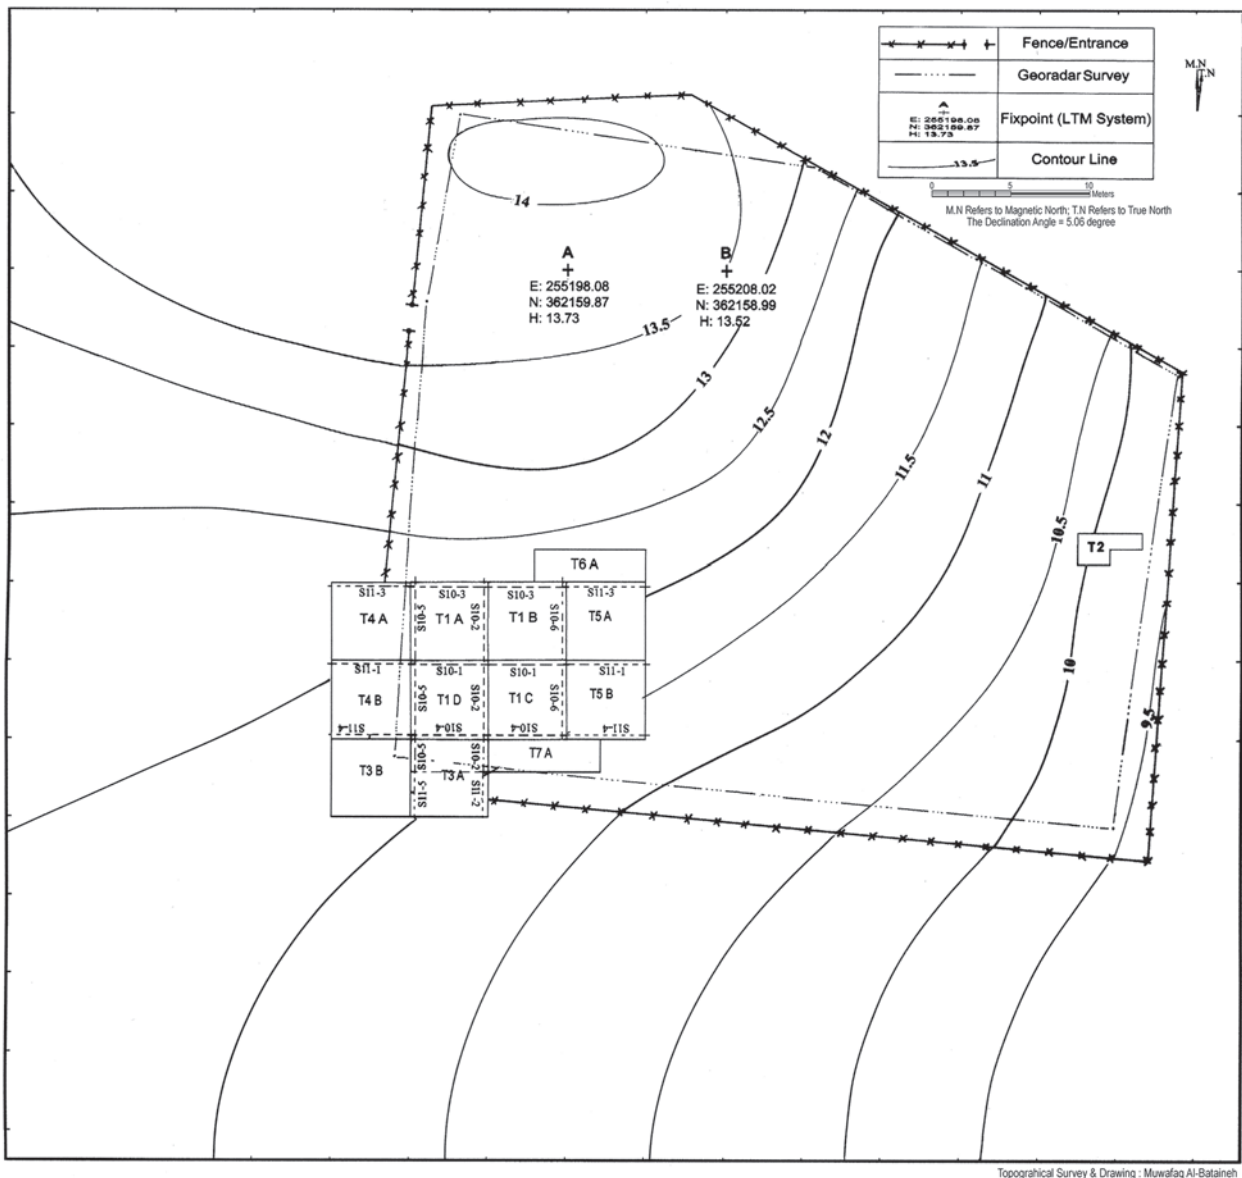 Fence/Entrance
Georadar Survey
A
E: 255198.08
N: 362159.87
H: 13.73
Fixpoint (LTM System)
13.5
Contour Line
M.N
T.N
0 5 10
Meters
M.N Refers to Magnetic North; T.N Refers to True North
The Declination Angle = 5.06 degree
14
A
E: 255198.08
N: 362159.87
H: 13.73
B
E: 255208.02
N: 362158.99
H: 13.52
13.5
13
12.5
12
11.5
11
10.5
10
9.5
T2
T6 A
S11-3 S10-3 S10-3 S11-3
T4 A S10-5 T1 A S10-2 T1 B S10-6 T5 A
S11-1 S10-1 S10-1 S11-1
T4 B S10-5 T1 D S10-2 T1 C S10-6 T5 B
S11-4 S10-4 S10-4 S11-4
T3 B S10-5 T3 A S10-2 T7 A
S11-5 S11-2
Topograhical Survey & Drawing : Muwafaq Al-Bataineh